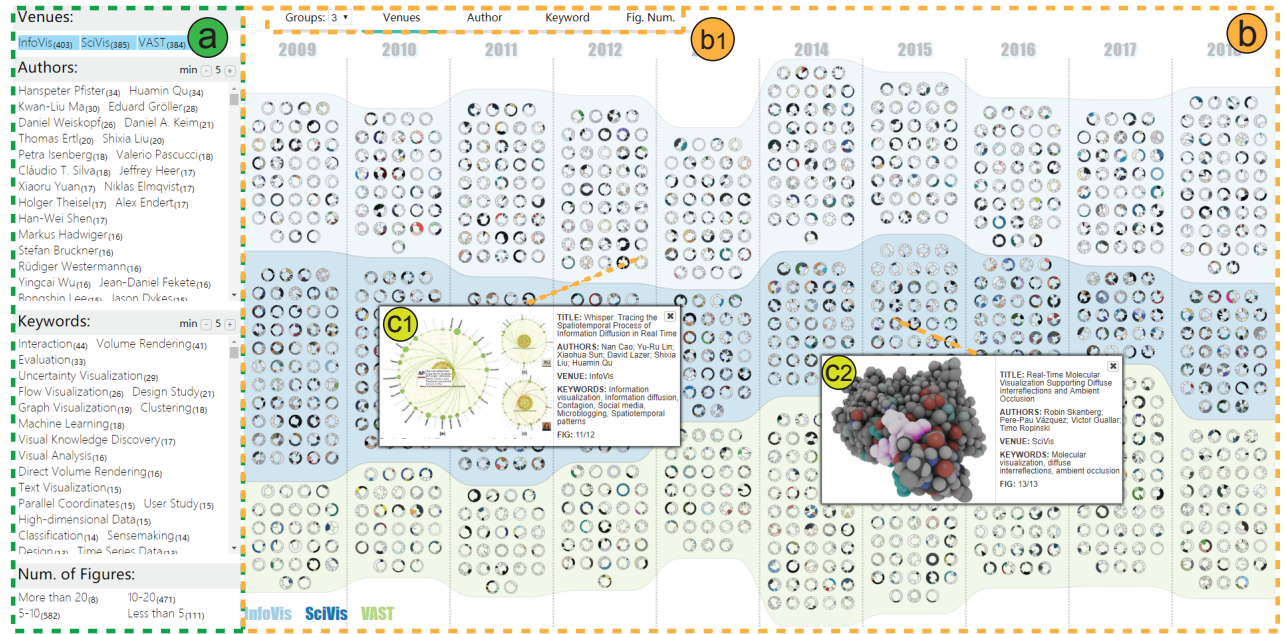 Venues:
InfoVis(403) SciVis(385) VAST(384)
a
Authors:
min - 5 +
Hanspeter Pfister(34) Huamin Qu(34)
Kwan-Liu Ma(30) Eduard Gröller(28)
Daniel Weiskopf(26) Daniel A. Keim(21)
Thomas Ertl(20) Shixia Liu(20)
Petra Isenberg(18) Valerio Pascucci(18)
Cláudio T. Silva(18) Jeffrey Heer(17)
Xiaoru Yuan(17) Niklas Elmqvist(17)
Holger Theisel(17) Alex Endert(17)
Han-Wei Shen(17)
Markus Hadwiger(16)
Stefan Bruckner(16)
Rüdiger Westermann(16)
Yingcai Wu(16) Jean-Daniel Fekete(16)
Bongshin Lee(15) Jason Dykes(15)
Keywords:
min - 5 +
Interaction(44) Volume Rendering(41)
Evaluation(33)
Uncertainty Visualization(29)
Flow Visualization(26) Design Study(21)
Graph Visualization(19) Clustering(18)
Machine Learning(18)
Visual Knowledge Discovery(17)
Visual Analysis(16)
Direct Volume Rendering(16)
Text Visualization(15)
Parallel Coordinates(15) User Study(15)
High-dimensional Data(15)
Classification(14) Sensemaking(14)
Design(13) Time Series Data(13)
Num. of Figures:
More than 20(8) 10-20(471)
5-10(582) Less than 5(111)
Groups: 3 Venues Author Keyword Fig. Num.
b1
b
2009 2010 2011 2012 2014 2015 2016 2017
C1
TITLE: Whisper: Tracing the
Spatiotemporal Process of
Information Diffusion in Real Time
AUTHORS: Nan Cao; Yu-Ru Lin;
Xiaohua Sun; David Lazer; Shixia
Liu; Huamin Qu
VENUE: InfoVis
KEYWORDS: Information
visualization, Information diffusion,
Contagion, Social media,
Microblogging, Spatiotemporal
patterns
FIG: 11/12
AP
(a)
(b)
(c)
C2
TITLE: Real-Time Molecular
Visualization Supporting Diffuse
Interreflections and Ambient
Occlusion
AUTHORS: Robin Skanberg;
Pere-Pau Vázquez; Victor Guallar;
Timo Ropinski
VENUE: SciVis
KEYWORDS: Molecular
visualization, diffuse
interreflections, ambient occlusion
FIG: 13/13
InfoVis SciVis VAST